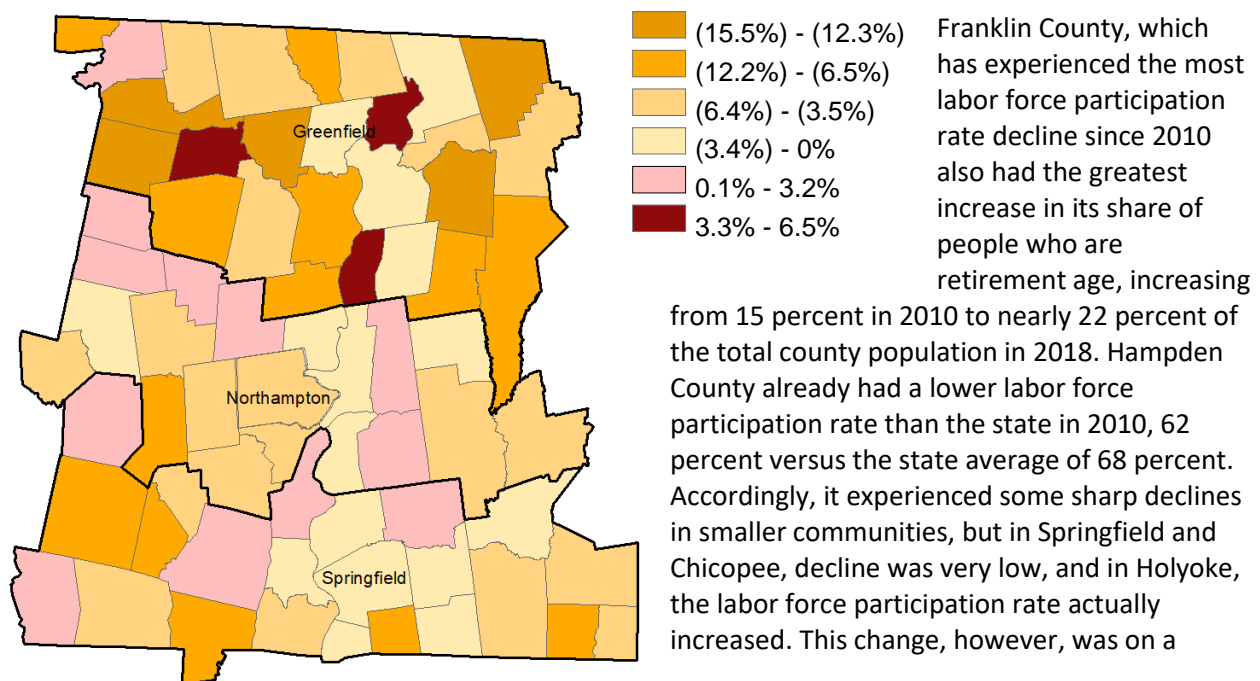 Greenfield
Northampton
Springfield
(15.5%) - (12.3%)
(12.2%) - (6.5%)
(6.4%) - (3.5%)
(3.4%) - 0%
0.1% - 3.2%
3.3% - 6.5%
Franklin County, which
has experienced the most
labor force participation
rate decline since 2010
also had the greatest
increase in its share of
people who are
retirement age, increasing
from 15 percent in 2010 to nearly 22 percent of
the total county population in 2018. Hampden
County already had a lower labor force
participation rate than the state in 2010, 62
percent versus the state average of 68 percent.
Accordingly, it experienced some sharp declines
in smaller communities, but in Springfield and
Chicopee, decline was very low, and in Holyoke,
the labor force participation rate actually
increased. This change, however, was on a